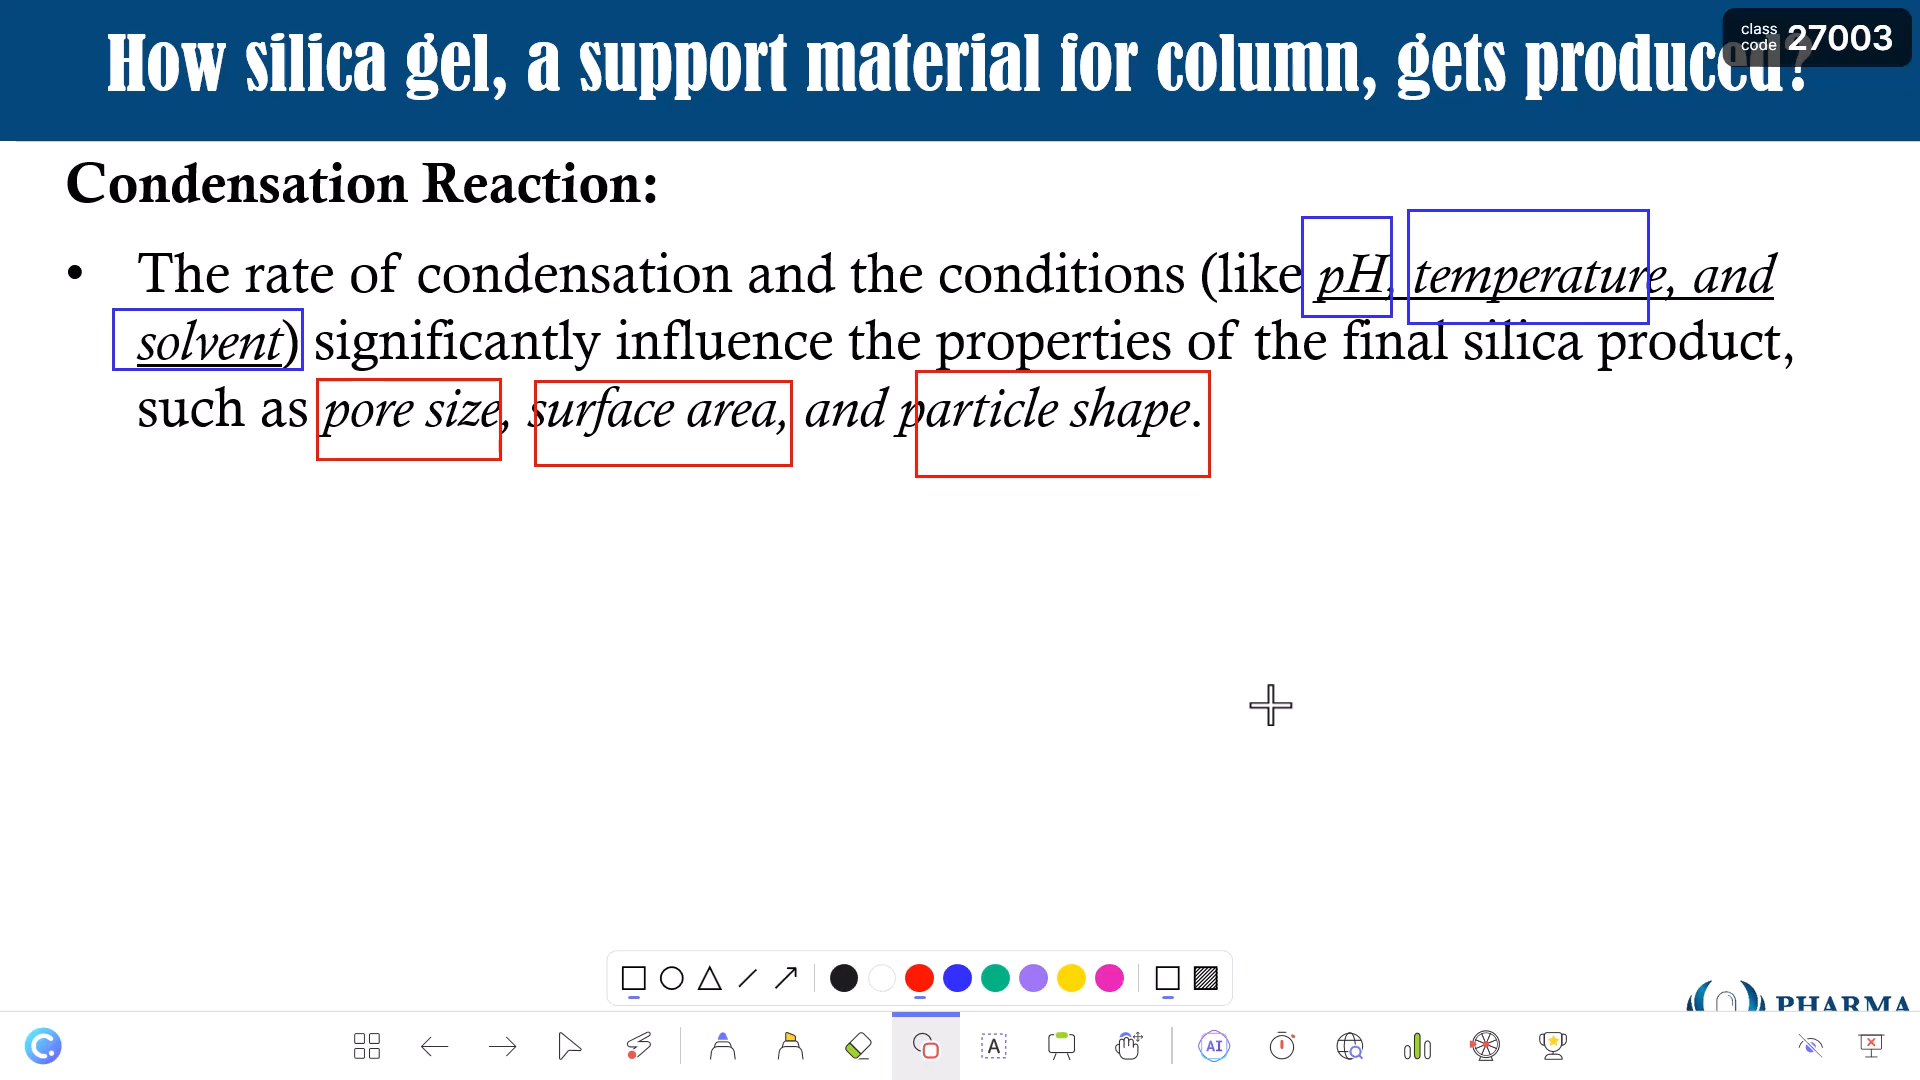 How silica gel, a support material for column, gets produced?
class code 27003
Condensation Reaction:
• The rate of condensation and the conditions (like pH, temperature, and
solvent) significantly influence the properties of the final silica product,
such as pore size, surface area, and particle shape.
PHARMA
A
AI